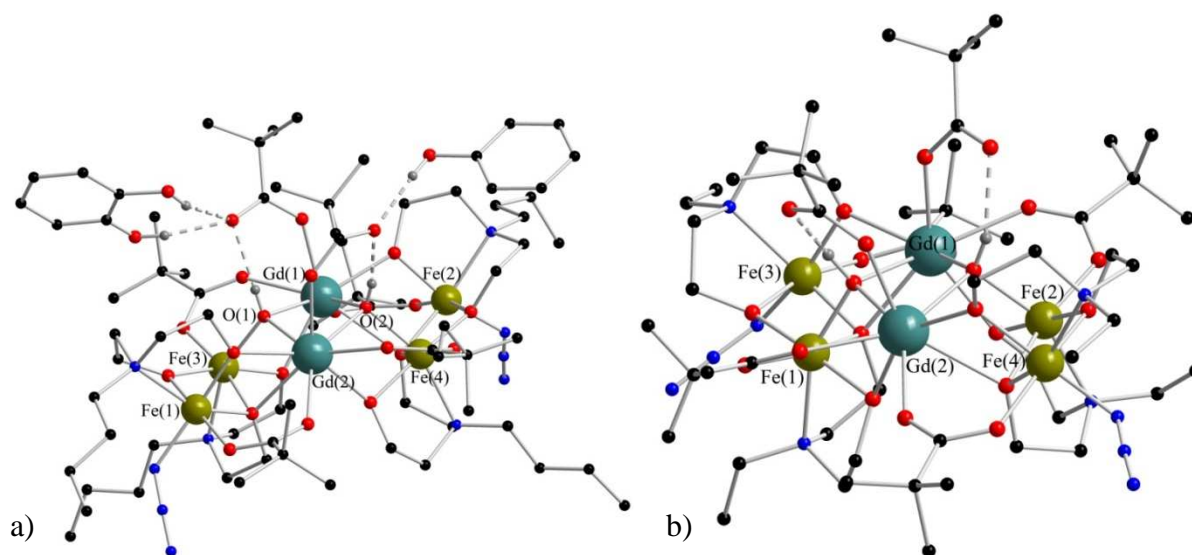 Gd(1)
Fe(2)
O(1)
O(2)
Fe(3)
Gd(2)
Fe(4)
Fe(1)
a)
Gd(1)
Fe(3)
Fe(2)
Fe(1)
Gd(2)
Fe(4)
b)